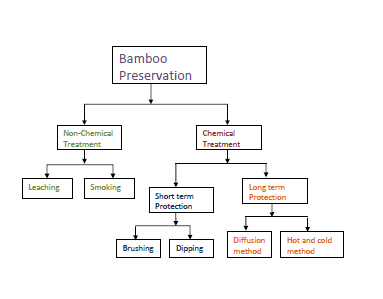 Bamboo
Preservation
Non-Chemical
Treatment
Chemical
Treatment
Leaching
Smoking
Short term
Protection
Long term
Protection
Brushing
Dipping
Diffusion
method
Hot and cold
method